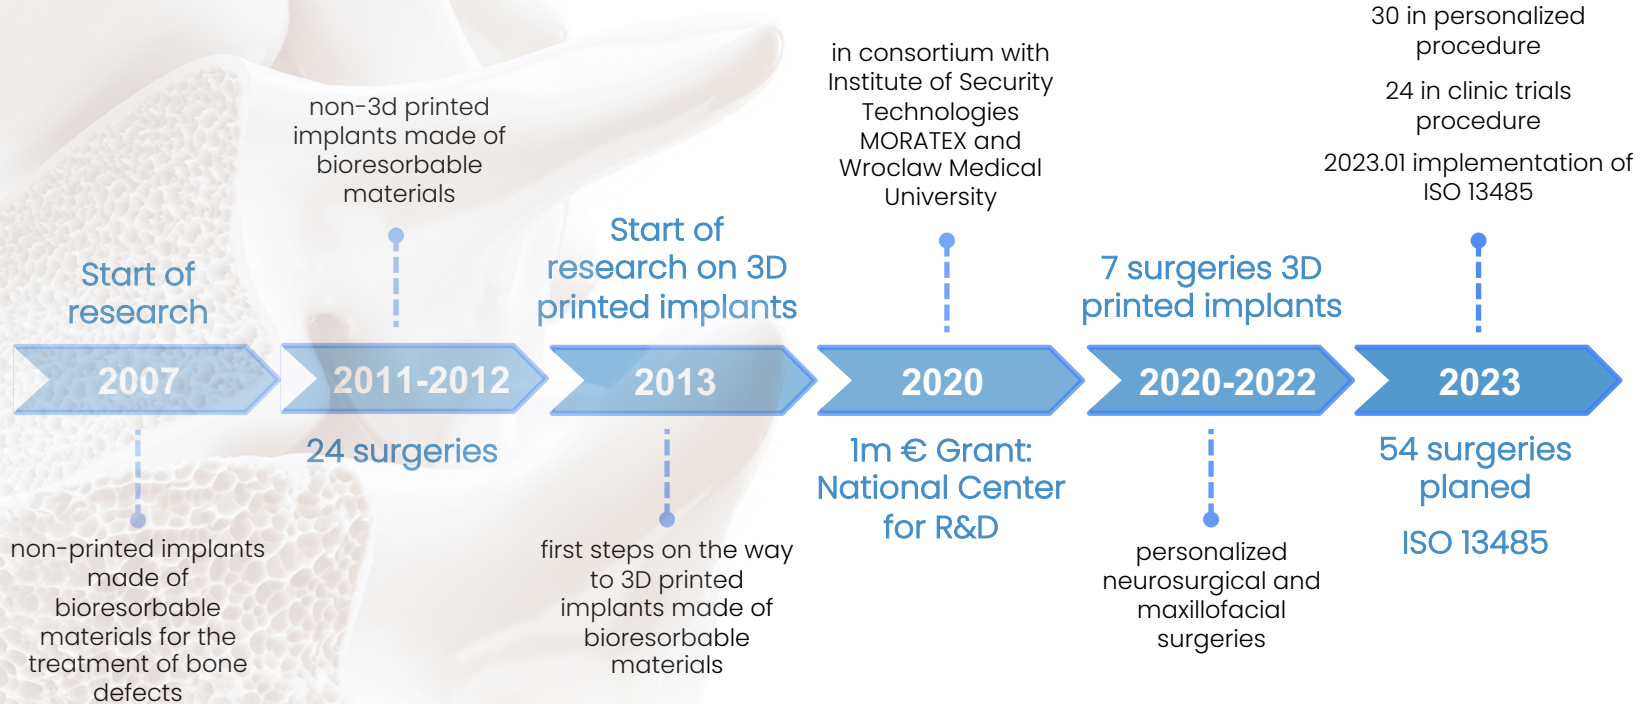 Start of
research
2007
non-printed implants
made of
bioresorbable
materials for the
treatment of bone
defects
non-3d printed
implants made of
bioresorbable
materials
2011-2012
24 surgeries
Start of
research on 3D
printed implants
2013
first steps on the way
to 3D printed
implants made of
bioresorbable
materials
in consortium with
Institute of Security
Technologies
MORATEX and
Wroclaw Medical
University
2020
1m € Grant:
National Center
for R&D
7 surgeries 3D
printed implants
2020-2022
personalized
neurosurgical and
maxillofacial
surgeries
30 in personalized
procedure
24 in clinic trials
procedure
2023.01 implementation of
ISO 13485
2023
54 surgeries
planed
ISO 13485